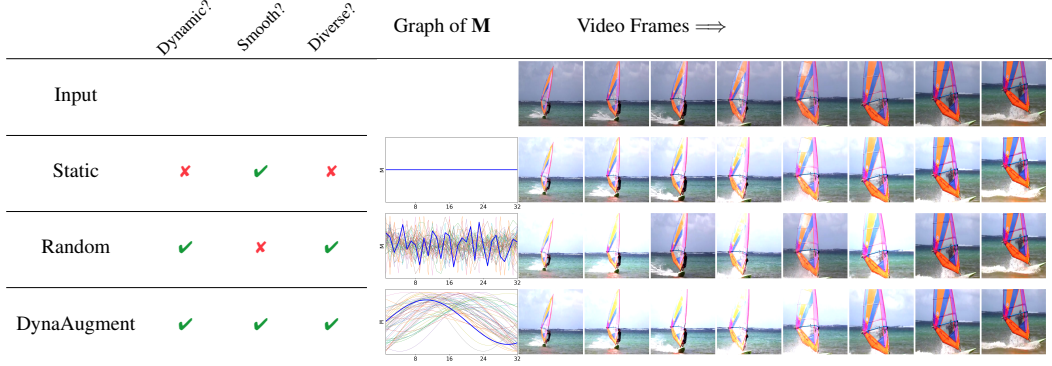 Dynamic? Smooth? Diverse? Graph of M Video Frames ⟹
Input
Static ✘ ✔ ✘
M
8 16 24 32
Random ✔ ✘ ✔
M
8 16 24 32
DynaAugment ✔ ✔ ✔
M
8 16 24 32